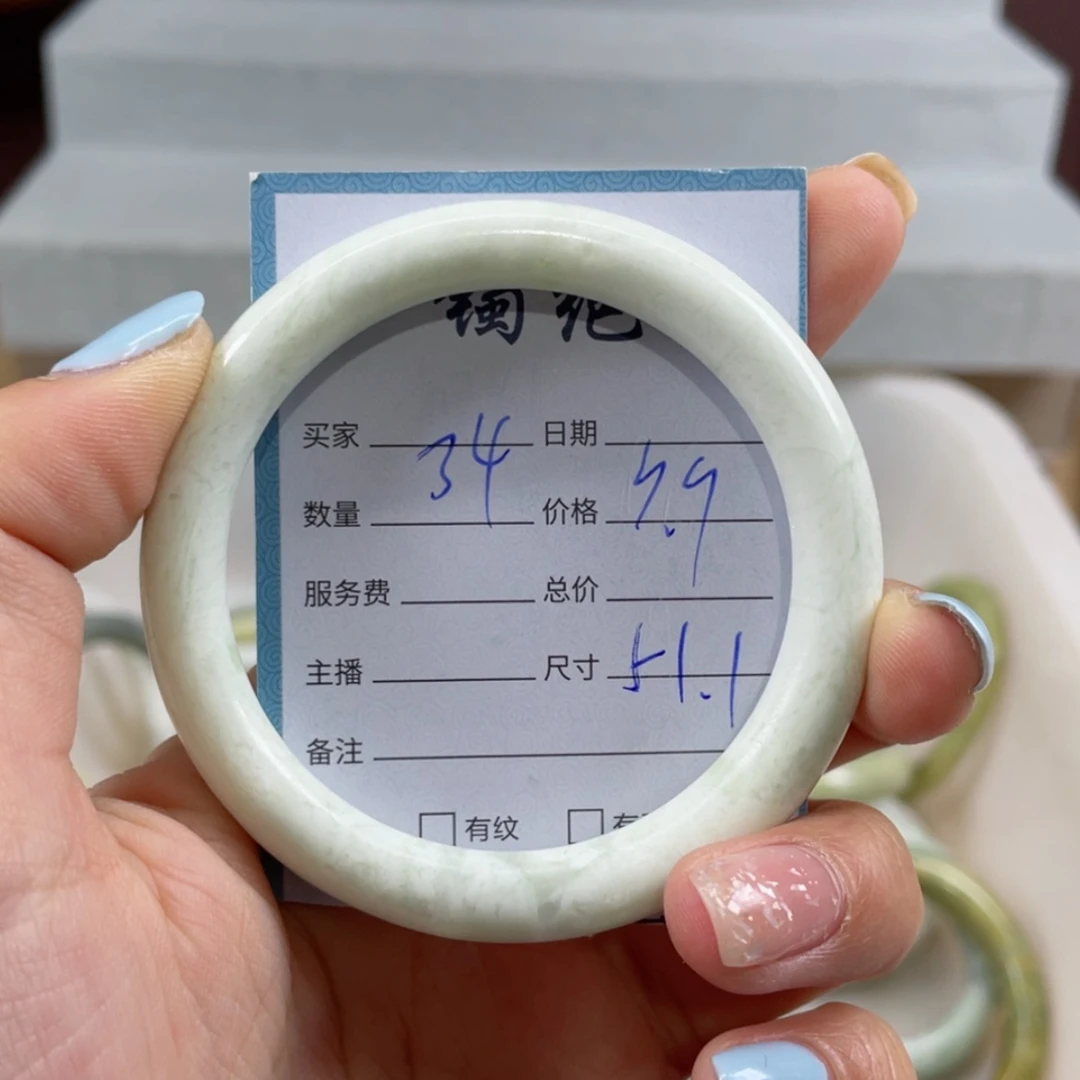 买家 日期
34 5.9
数量 价格
服务费 总价
主播 尺寸 51.1
备注
□ 有纹 □ 有